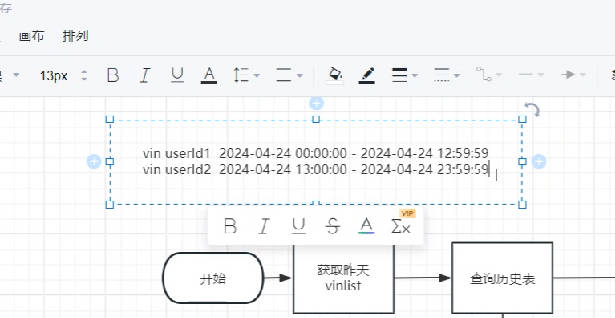 存
画布 排列
13px B I U A
vin userId1 2024-04-24 00:00:00 - 2024-04-24 12:59:59
vin userId2 2024-04-24 13:00:00 - 2024-04-24 23:59:59
B I U S A Σx VIP
开始
获取昨天
vinlist
查询历史表